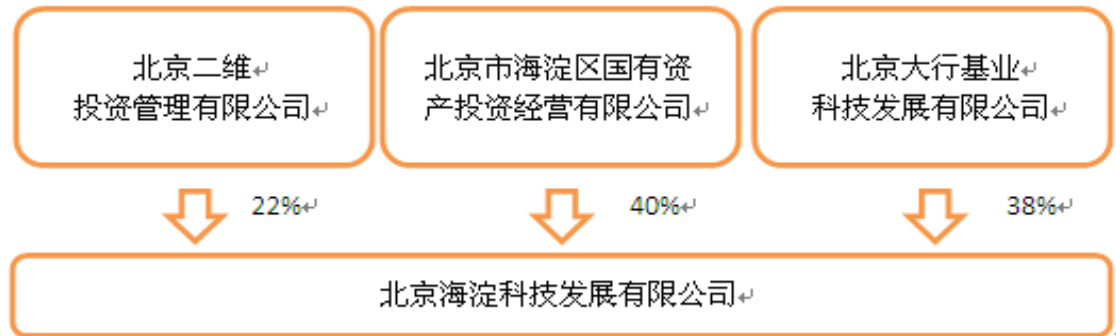 北京二维
投资管理有限公司
北京市海淀区国有资
产投资经营有限公司
北京大行基业
科技发展有限公司
22%
40%
38%
北京海淀科技发展有限公司